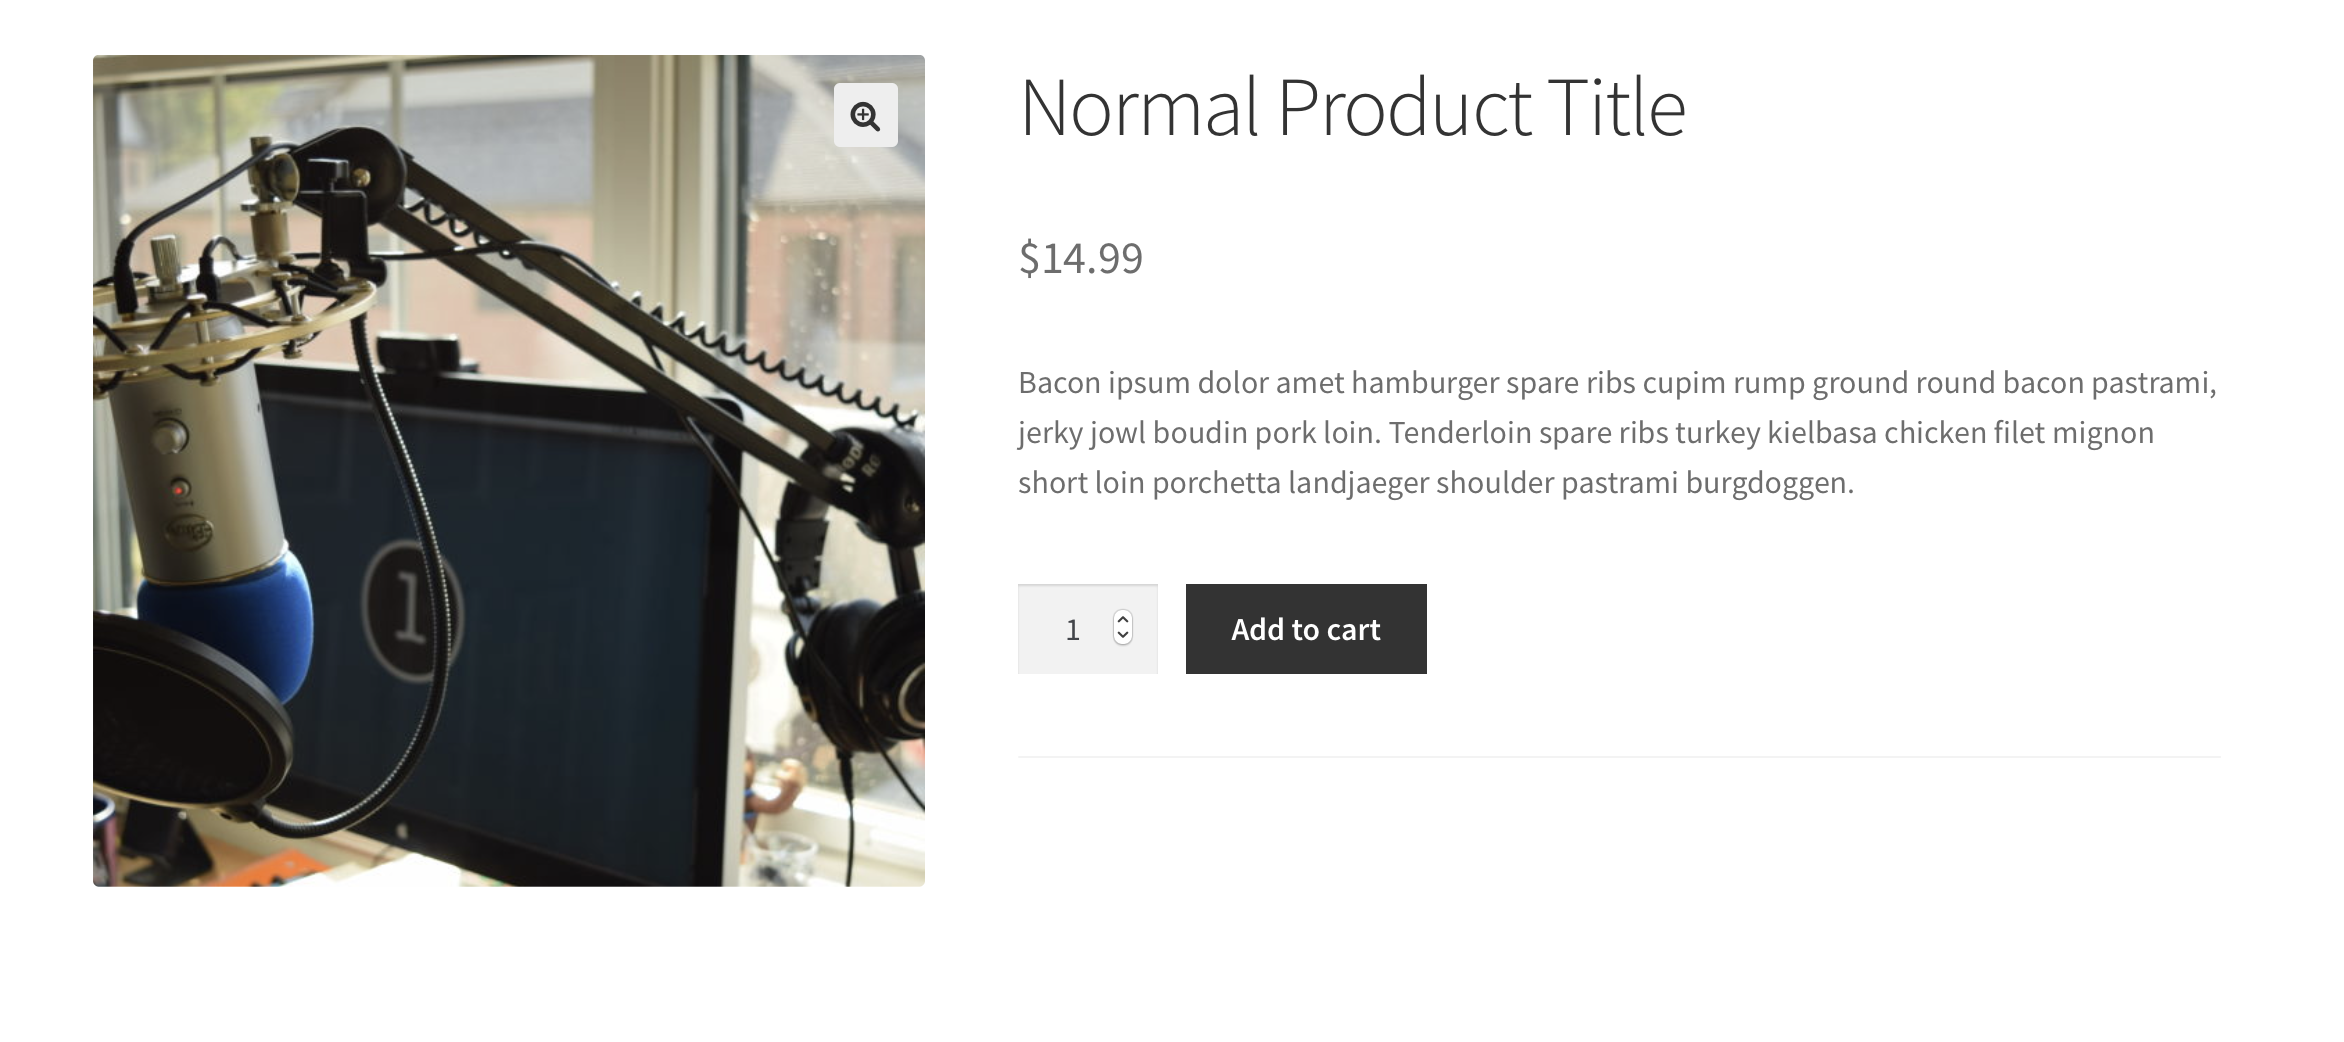 Normal Product Title
$14.99
Bacon ipsum dolor amet hamburger spare ribs cupim rump ground round bacon pastrami,
jerky jowl boudin pork loin. Tenderloin spare ribs turkey kielbasa chicken filet mignon
short loin porchetta landjaeger shoulder pastrami burgdoggen.
1
Add to cart
1